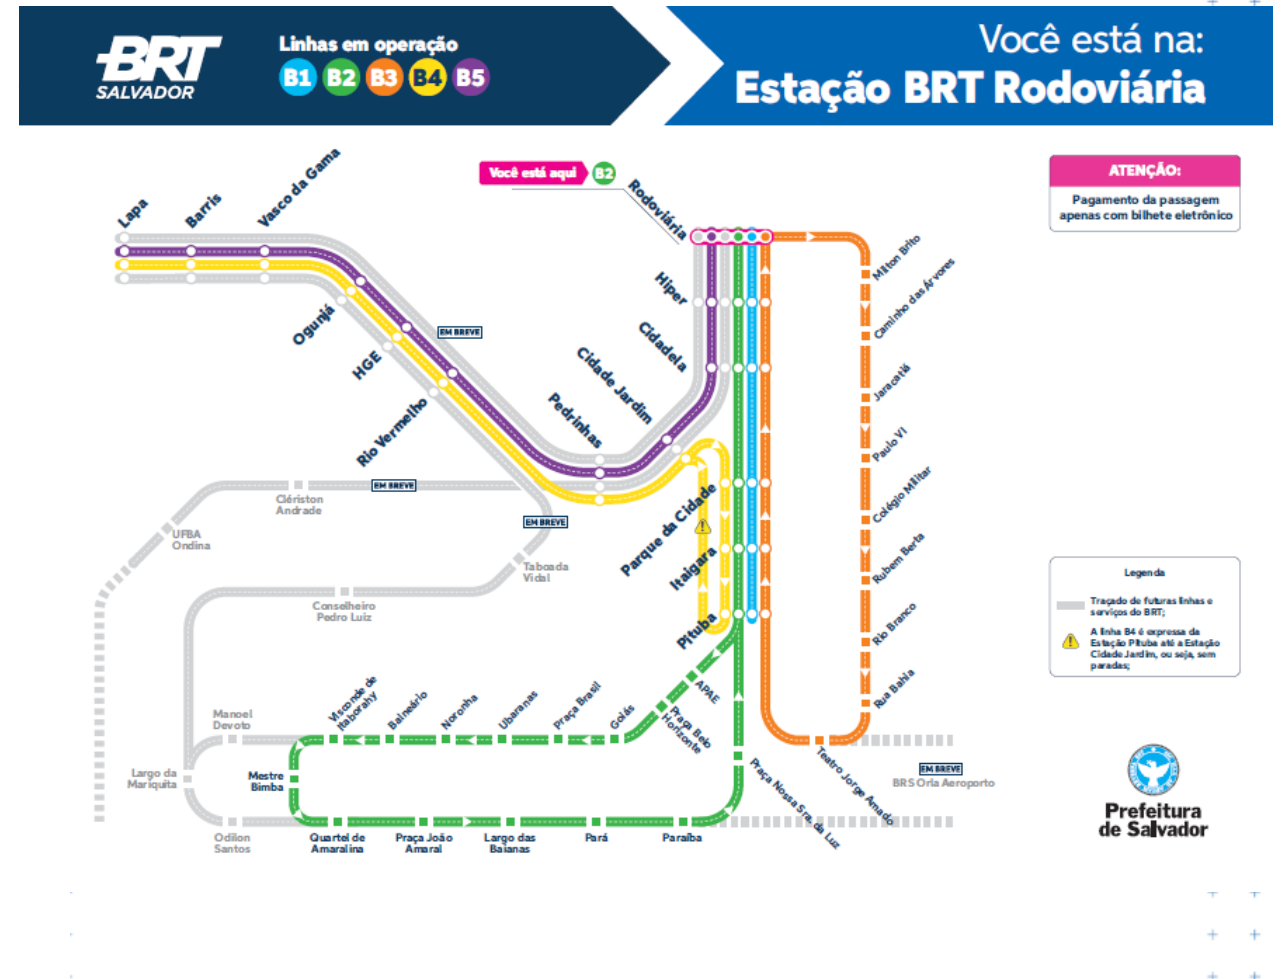 BRT
SALVADOR
Linhas em operação
B1 B2 B3 B4 B5
Você está na:
Estação BRT Rodoviária
Você está aqui B2
ATENÇÃO:
Pagamento da passagem
apenas com bilhete eletrônico
Lapa
Barris
Vasco da Gama
Ogunjá
HGE
Rio Vermelho
EM BREVE
Pedrinhas
Cidade Jardim
Cidadela
Hiper
Rodoviária
Parque da Cidade
Itaigara
Pituba
Milton Brito
Caminho das Árvores
Jaracatiá
Paulo VI
Colégio Militar
Rubem Berta
Rio Branco
Rua Bahia
Teatro Jorge Amado
EM BREVE
BRS Orla Aeroporto
EM BREVE
Clériston
Andrade
UFBA
Ondina
EM BREVE
Taboada
Vidal
Conselheiro
Pedro Luiz
Manoel
Devoto
Largo da
Mariquita
Odilon
Santos
APAE
Praça Belo
Horizonte
Goiás
Praça Brasil
Ubaranas
Noronha
Balneário
Visconde de
Itaborahy
Mestre
Bimba
Quartel de
Amaralina
Praça João
Amaral
Largo das
Baianas
Pará
Paraíba
Praça Nossa Sra. da Luz
Legenda
Traçado de futuras linhas e
serviços do BRT;
A linha B4 é expressa da
Estação Pituba até a Estação
Cidade Jardim, ou seja, sem
paradas;
Prefeitura
de Salvador